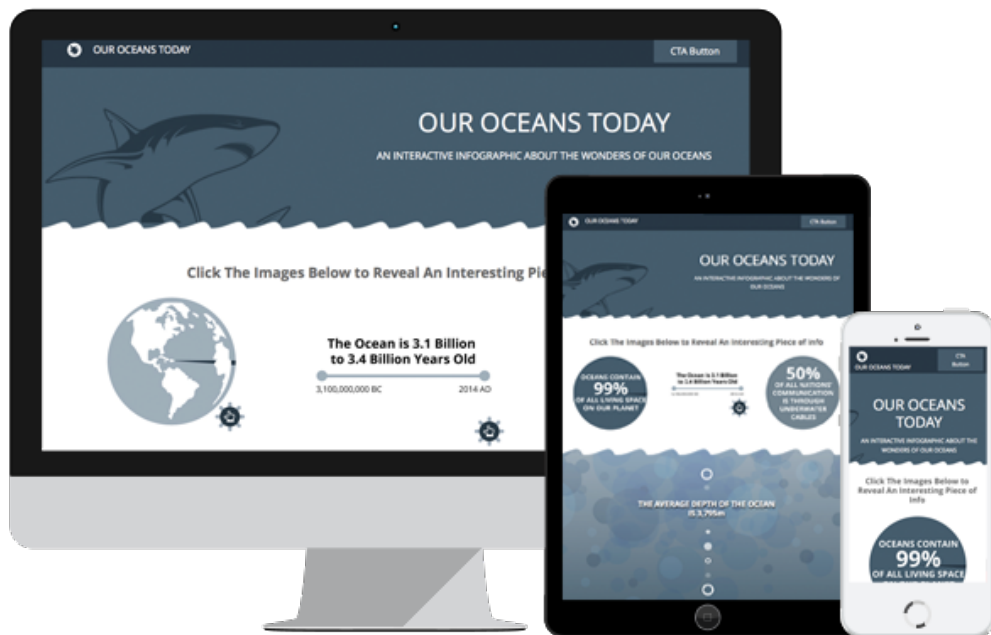 OUR OCEANS TODAY
CTA Button
OUR OCEANS TODAY
AN INTERACTIVE INFOGRAPHIC ABOUT THE WONDERS OF OUR OCEANS
Click The Images Below to Reveal An Interesting Pie
The Ocean is 3.1 Billion
to 3.4 Billion Years Old
3,100,000,000 BC
2014 AD
OUR OCEANS TODAY
CTA Button
OUR OCEANS TODAY
AN INTERACTIVE INFOGRAPHIC ABOUT THE WONDERS OF
OUR OCEANS
Click The Images Below to Reveal An Interesting Piece of Info
OCEANS CONTAIN
99%
OF ALL LIVING SPACE
ON OUR PLANET
The Ocean is 3.1 Billion
to 3.4 Billion Years Old
50%
OF ALL NATIONS'
COMMUNICATION
IS THROUGH
UNDERWATER
CABLES
THE AVERAGE DEPTH OF THE OCEAN
IS 3,795m
OUR OCEANS TODAY
CTA
Button
OUR OCEANS
TODAY
AN INTERACTIVE INFOGRAPHIC ABOUT THE
WONDERS OF OUR OCEANS
Click The Images Below to
Reveal An Interesting Piece of
Info
OCEANS CONTAIN
99%
OF ALL LIVING SPACE